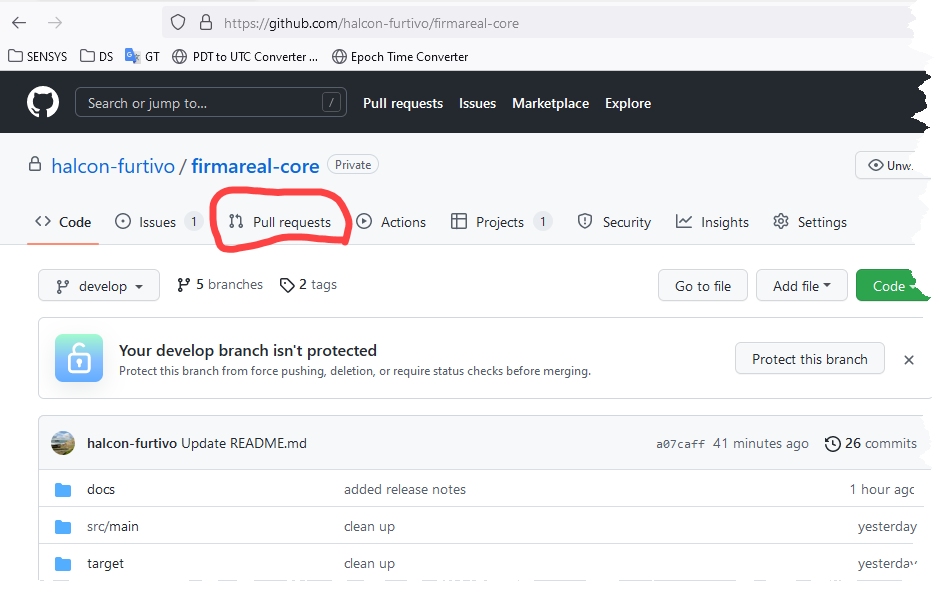 https://github.com/halcon-furtivo/firmareal-core
SENSYS DS GT PDT to UTC Converter ... Epoch Time Converter
Search or jump to... / Pull requests Issues Marketplace Explore
halcon-furtivo / firmareal-core Private Unw
Code Issues 1 Pull requests Actions Projects 1 Security Insights Settings
develop 5 branches 2 tags Go to file Add file Code
Your develop branch isn't protected
Protect this branch from force pushing, deletion, or require status checks before merging.
Protect this branch
halcon-furtivo Update README.md a07caff 41 minutes ago 26 commits
docs added release notes 1 hour ago
src/main clean up yesterday
target clean up yesterday